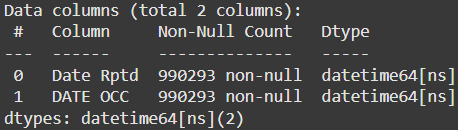 Data columns (total 2 columns):
 #   Column     Non-Null Count   Dtype
---  ------     --------------   -----
 0   Date Rptd  990293 non-null  datetime64[ns]
 1   DATE OCC   990293 non-null  datetime64[ns]
dtypes: datetime64[ns](2)